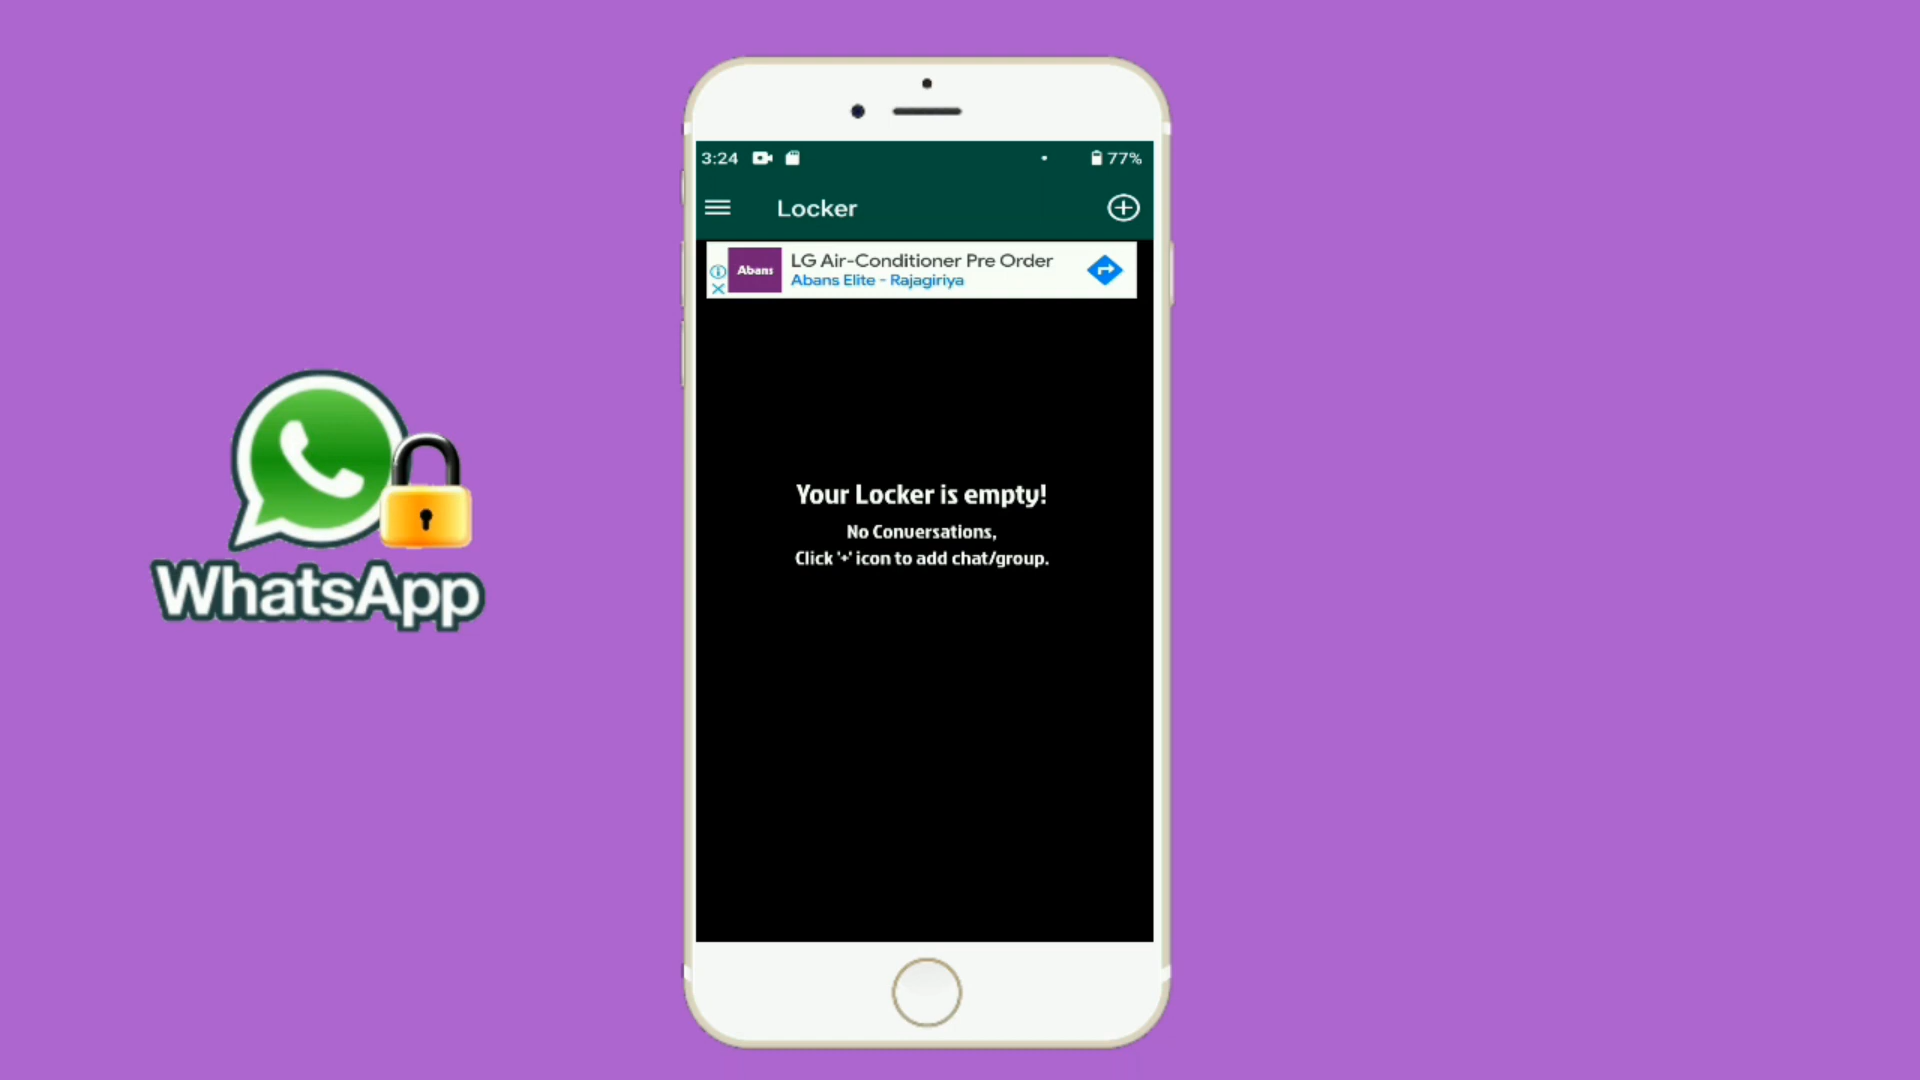 3:24
77%
Locker
Abans
LG Air-Conditioner Pre Order
Abans Elite - Rajagiriya
Your Locker is empty!
No Conversations,
Click '+' icon to add chat/group.
WhatsApp